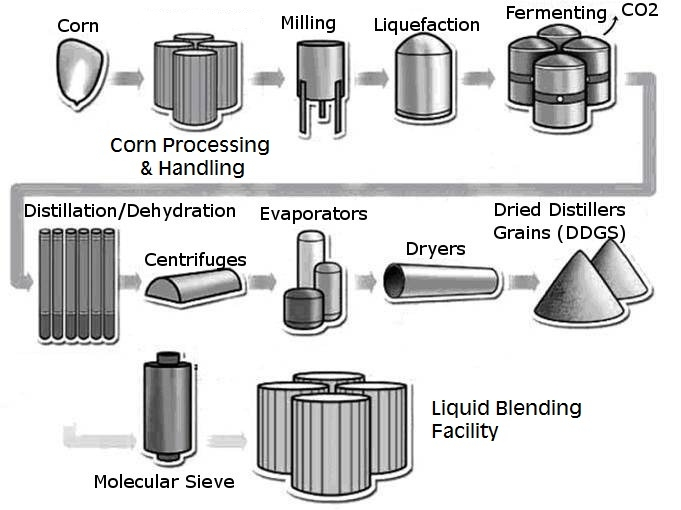 Corn
Corn Processing
& Handling
Milling
Liquefaction
Fermenting
CO2
Distillation/Dehydration
Centrifuges
Evaporators
Dryers
Dried Distillers
Grains (DDGS)
Molecular Sieve
Liquid Blending
Facility